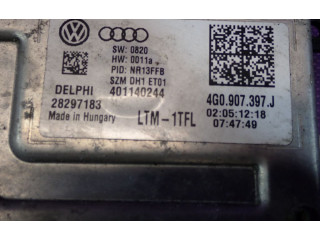 SW: 0820
HW: 0011a
PID: NR13FFB
SZM DH1 ET01
DELPHI 401140244
28297183
4G0.907.397.J
Made in Hungary LTM-1TFL
02:05:12:18
07:47:49